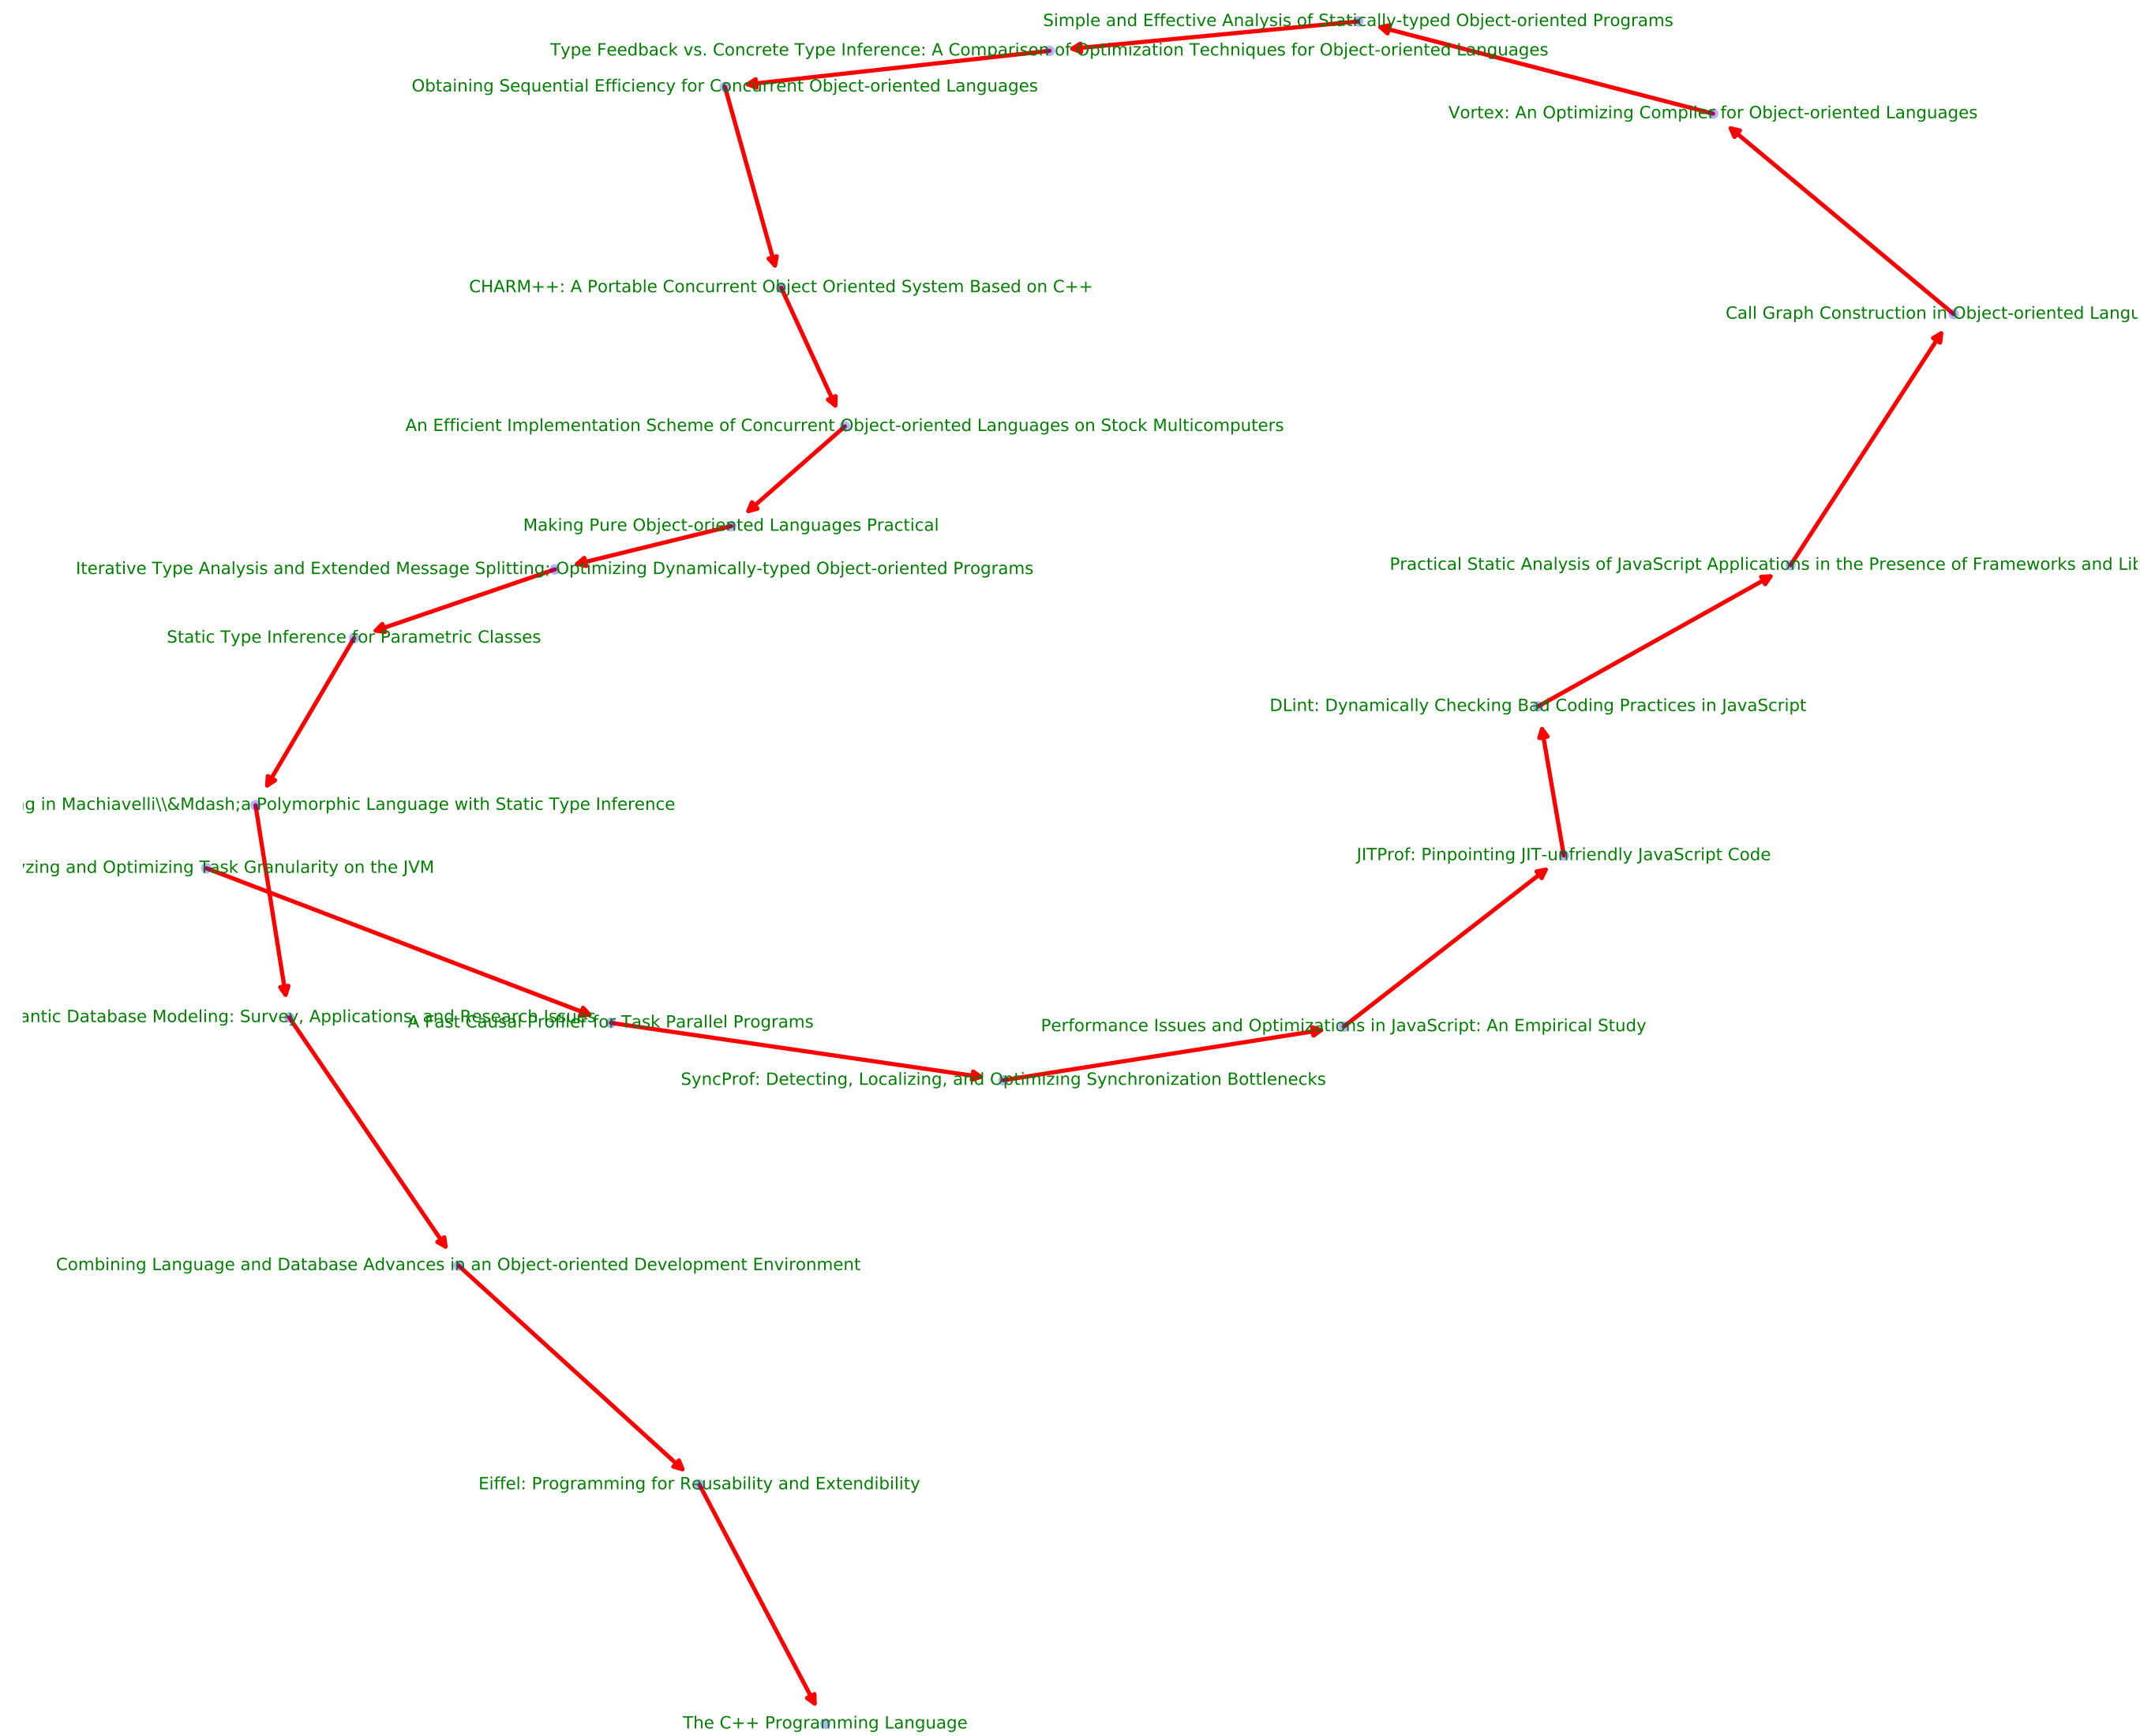 Simple and Effective Analysis of Statically-typed Object-oriented Programs
Type Feedback vs. Concrete Type Inference: A Comparison of Optimization Techniques for Object-oriented Languages
Obtaining Sequential Efficiency for Concurrent Object-oriented Languages
Vortex: An Optimizing Compiler for Object-oriented Languages
CHARM++: A Portable Concurrent Object Oriented System Based on C++
Call Graph Construction in Object-oriented
An Efficient Implementation Scheme of Concurrent Object-oriented Languages on Stock Multicomputers
Making Pure Object-oriented Languages Practical
Practical Static Analysis of JavaScript Applications in the Presence of Frameworks and
Iterative Type Analysis and Extended Message Splitting: Optimizing Dynamically-typed Object-oriented Programs
Static Type Inference for Parametric Classes
DLint: Dynamically Checking Bad Coding Practices in JavaScript
in Machiavelli\\&Mdash;a Polymorphic Language with Static Type Inference
JITProf: Pinpointing JIT-unfriendly JavaScript Code
and Optimizing Task Granularity on the JVM
Database Modeling: Survey, Applications, and Research Issues
A Fast Causal Profiler for Task Parallel Programs
Performance Issues and Optimizations in JavaScript: An Empirical Study
SyncProf: Detecting, Localizing, and Optimizing Synchronization Bottlenecks
Combining Language and Database Advances in an Object-oriented Development Environment
Eiffel: Programming for Reusability and Extendibility
The C++ Programming Language